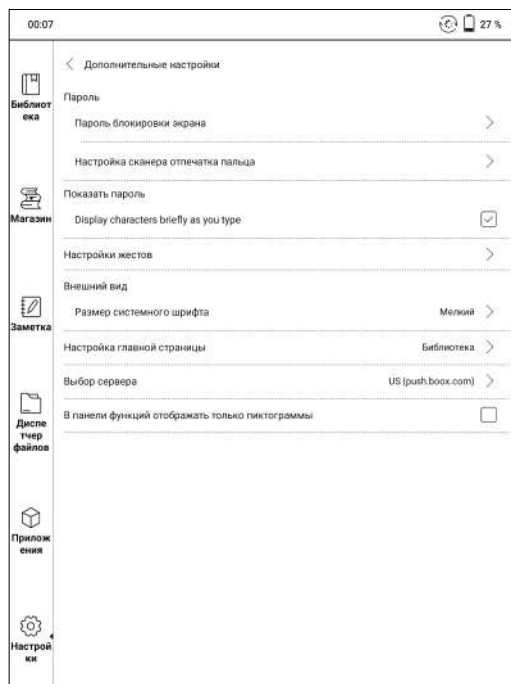 00:07
27 %
Дополнительные настройки
Библиот
ека
Магазин
Заметка
Диспе
тчер
файлов
Прилож
ения
Настрой
ки
Пароль
Пароль блокировки экрана
Настройка сканера отпечатка пальца
Показать пароль
Display characters briefly as you type
Настройки жестов
Внешний вид
Размер системного шрифта Мелкий
Настройка главной страницы Библиотека
Выбор сервера US (push.boox.com)
В панели функций отображать только пиктограммы